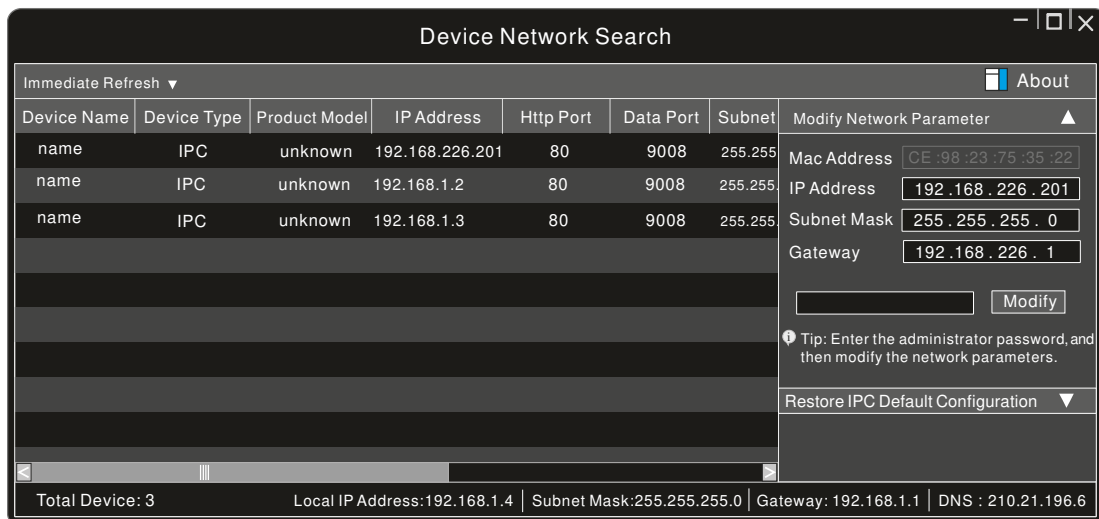 Device Network Search
Immediate Refresh ▼ About
Device Name Device Type Product Model IP Address Http Port Data Port Subnet
name IPC unknown 192.168.226.201 80 9008 255.255
name IPC unknown 192.168.1.2 80 9008 255.255.
name IPC unknown 192.168.1.3 80 9008 255.255.
Modify Network Parameter
Mac Address CE :98 :23 :75 :35 :22
IP Address 192 .168 . 226 . 201
Subnet Mask 255 . 255 . 255 . 0
Gateway 192 .168 . 226 . 1
Modify
Tip: Enter the administrator password, and
then modify the network parameters.
Restore IPC Default Configuration
Total Device: 3 Local IP Address:192.168.1.4 Subnet Mask:255.255.255.0 Gateway: 192.168.1.1 DNS : 210.21.196.6